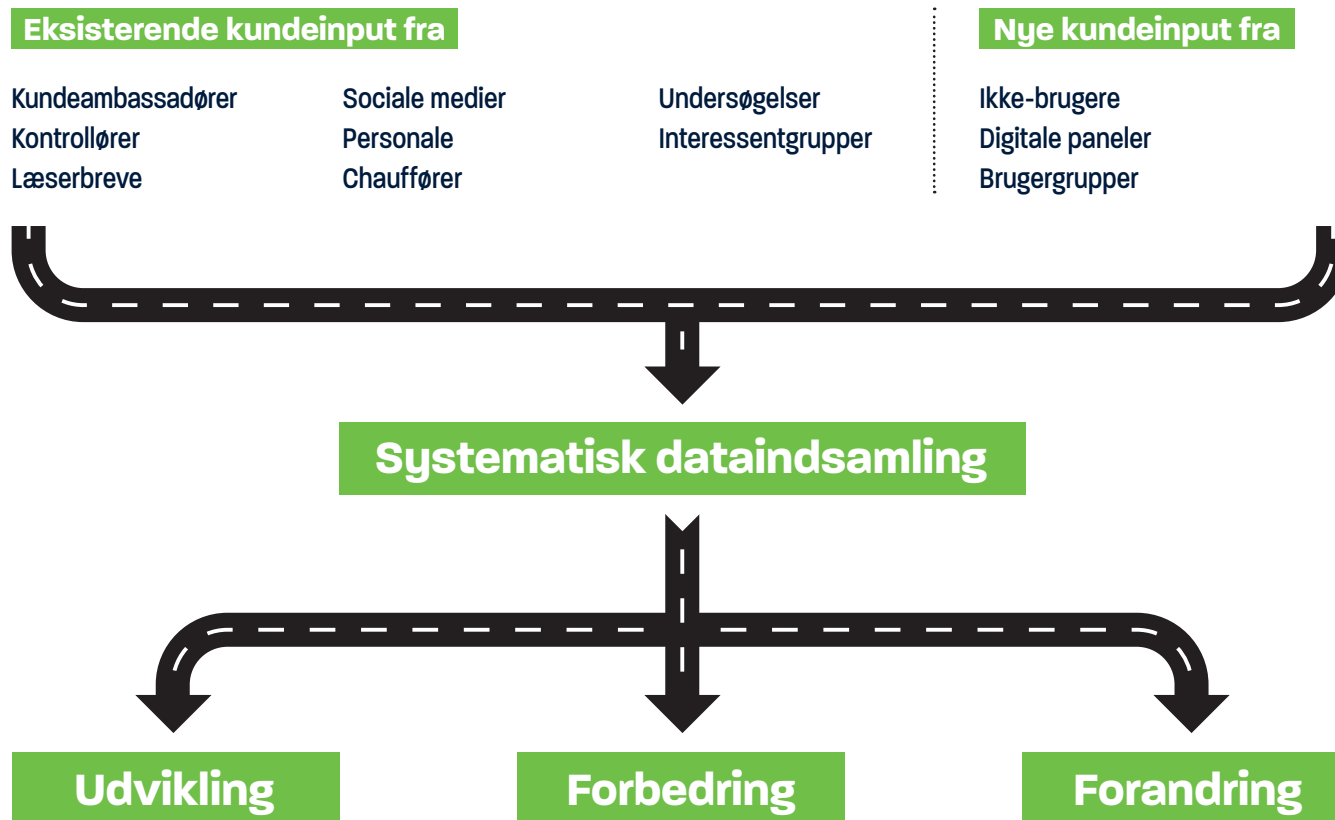 Eksisterende kundeinput fra
Kundeambassadører
Kontrollører
Læserbreve
Sociale medier
Personale
Chauffører
Undersøgelser
Interessentgrupper
Nye kundeinput fra
Ikke-brugere
Digitale paneler
Brugergrupper
Systematisk dataindsamling
Udvikling
Forbedring
Forandring